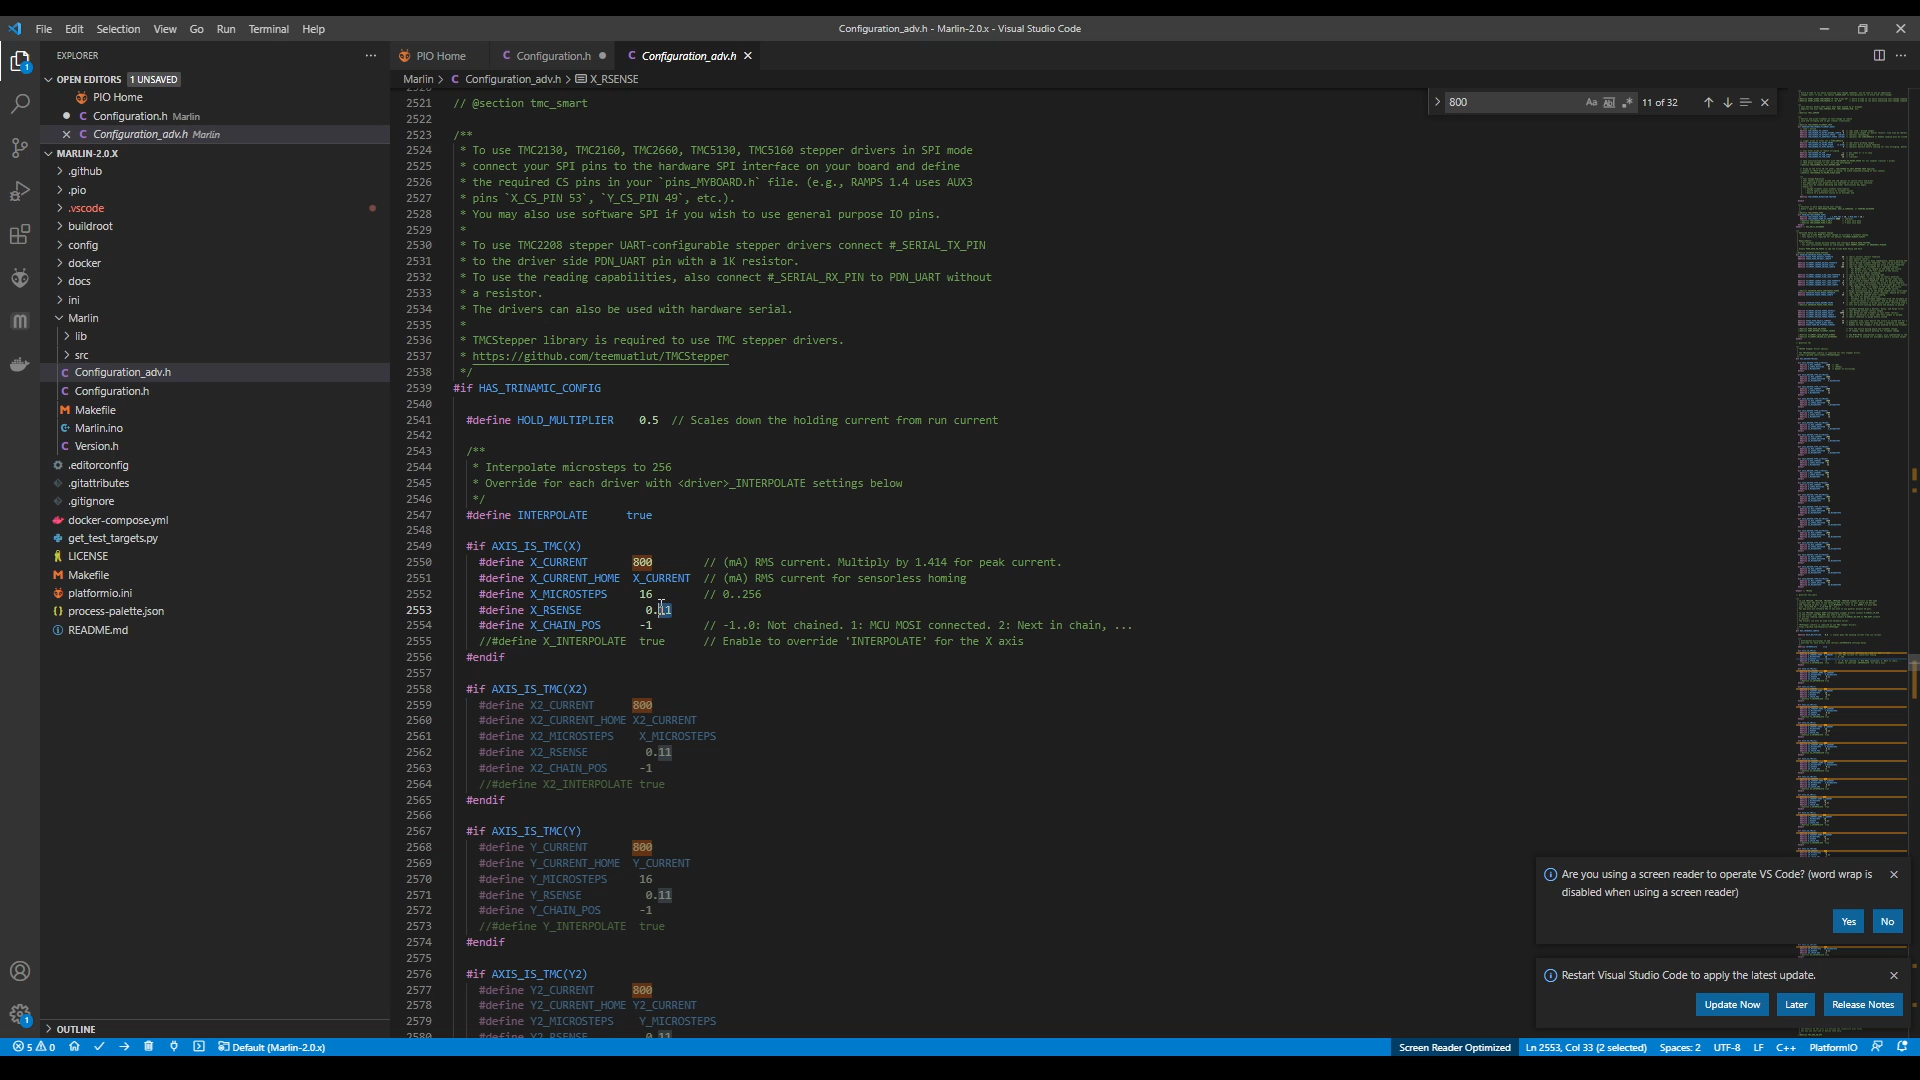 File Edit Selection View Go Run Terminal Help
Configuration_adv.h - Marlin-2.0.x - Visual Studio Code
EXPLORER
OPEN EDITORS 1 UNSAVED
PIO Home
Configuration.h Marlin
Configuration_adv.h Marlin
MARLIN-2.0.X
.github
.pio
.vscode
buildroot
config
docker
docs
ini
Marlin
lib
src
Configuration_adv.h
Configuration.h
Makefile
Marlin.ino
Version.h
.editorconfig
.gitattributes
.gitignore
docker-compose.yml
get_test_targets.py
LICENSE
Makefile
platformio.ini
process-palette.json
README.md
OUTLINE
PIO Home
Configuration.h
Configuration_adv.h
Marlin > Configuration_adv.h > X_RSENSE
800 Aa Abl .* 11 of 32
2521 // @section tmc_smart
2522
2523 /**
2524 * To use TMC2130, TMC2160, TMC2660, TMC5130, TMC5160 stepper drivers in SPI mode
2525 * connect your SPI pins to the hardware SPI interface on your board and define
2526 * the required CS pins in your `pins_MYBOARD.h` file. (e.g., RAMPS 1.4 uses AUX3
2527 * pins `X_CS_PIN 53`, `Y_CS_PIN 49`, etc.).
2528 * You may also use software SPI if you wish to use general purpose IO pins.
2529 *
2530 * To use TMC2208 stepper UART-configurable stepper drivers connect #_SERIAL_TX_PIN
2531 * to the driver side PDN_UART pin with a 1K resistor.
2532 * To use the reading capabilities, also connect #_SERIAL_RX_PIN to PDN_UART without
2533 * a resistor.
2534 * The drivers can also be used with hardware serial.
2535 *
2536 * TMCStepper library is required to use TMC stepper drivers.
2537 * https://github.com/teemuatlut/TMCStepper
2538 */
2539 #if HAS_TRINAMIC_CONFIG
2540
2541 #define HOLD_MULTIPLIER 0.5 // Scales down the holding current from run current
2542
2543 /**
2544 * Interpolate microsteps to 256
2545 * Override for each driver with <driver>_INTERPOLATE settings below
2546 */
2547 #define INTERPOLATE true
2548
2549 #if AXIS_IS_TMC(X)
2550 #define X_CURRENT 800 // (mA) RMS current. Multiply by 1.414 for peak current.
2551 #define X_CURRENT_HOME X_CURRENT // (mA) RMS current for sensorless homing
2552 #define X_MICROSTEPS 16 // 0..256
2553 #define X_RSENSE 0.11
2554 #define X_CHAIN_POS -1 // -1..0: Not chained. 1: MCU MOSI connected. 2: Next in chain, ...
2555 //#define X_INTERPOLATE true // Enable to override 'INTERPOLATE' for the X axis
2556 #endif
2557
2558 #if AXIS_IS_TMC(X2)
2559 #define X2_CURRENT 800
2560 #define X2_CURRENT_HOME X2_CURRENT
2561 #define X2_MICROSTEPS X_MICROSTEPS
2562 #define X2_RSENSE 0.11
2563 #define X2_CHAIN_POS -1
2564 //#define X2_INTERPOLATE true
2565 #endif
2566
2567 #if AXIS_IS_TMC(Y)
2568 #define Y_CURRENT 800
2569 #define Y_CURRENT_HOME Y_CURRENT
2570 #define Y_MICROSTEPS 16
2571 #define Y_RSENSE 0.11
2572 #define Y_CHAIN_POS -1
2573 //#define Y_INTERPOLATE true
2574 #endif
2575
2576 #if AXIS_IS_TMC(Y2)
2577 #define Y2_CURRENT 800
2578 #define Y2_CURRENT_HOME Y2_CURRENT
2579 #define Y2_MICROSTEPS Y_MICROSTEPS
2580 #define Y2_RSENSE 0.11
Are you using a screen reader to operate VS Code? (word wrap is
disabled when using a screen reader)
Yes No
Restart Visual Studio Code to apply the latest update.
Update Now Later Release Notes
5 0 Default (Marlin-2.0.x)
Screen Reader Optimized Ln 2553, Col 33 (2 selected) Spaces: 2 UTF-8 LF C++ PlatformIO